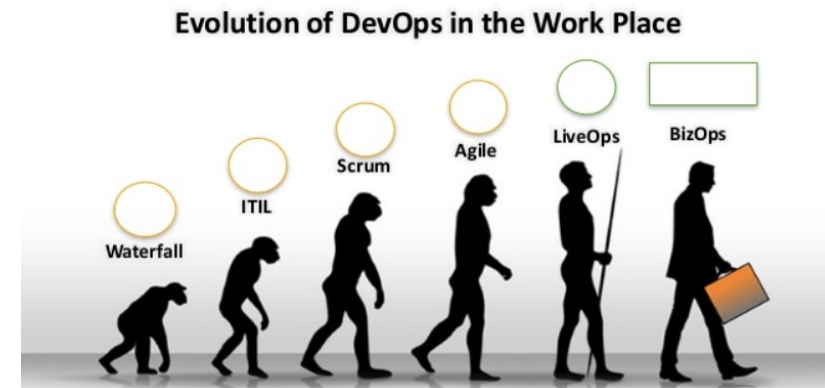 Evolution of DevOps in the Work Place
Waterfall
ITIL
Scrum
Agile
LiveOps
BizOps